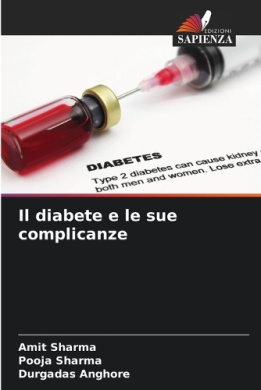 EDIZIONI
SAPIENZA
DIABETES
Type 2 diabetes can cause kidney
both men and women. Lose extra
Il diabete e le sue
complicanze
Amit Sharma
Pooja Sharma
Durgadas Anghore